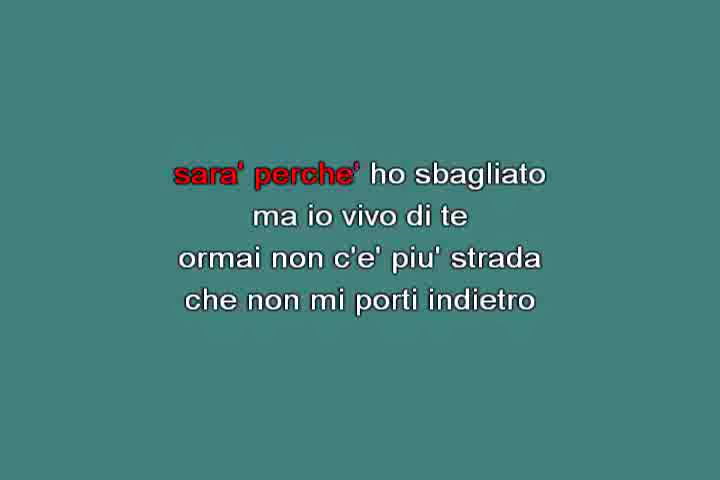 sara' perche' ho sbagliato
ma io vivo di te
ormai non c'e' piu' strada
che non mi porti indietro